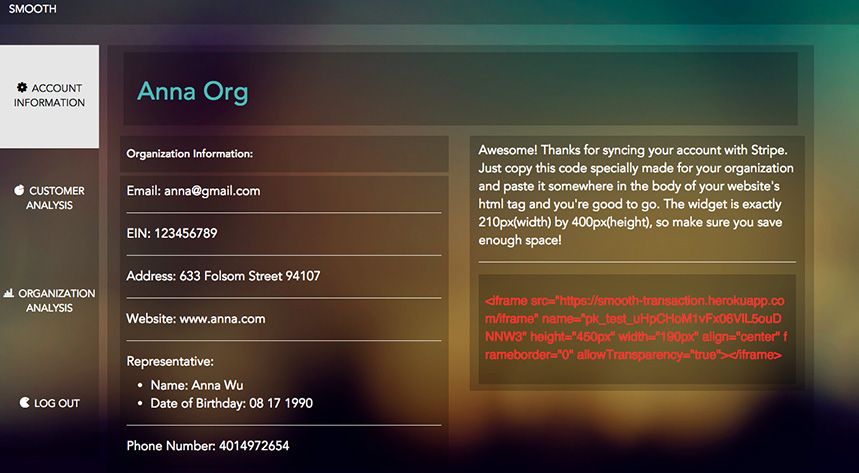 SMOOTH
ACCOUNT
INFORMATION
CUSTOMER
ANALYSIS
ORGANIZATION
ANALYSIS
LOG OUT
Anna Org
Organization Information:
Email: anna@gmail.com
EIN: 123456789
Address: 633 Folsom Street 94107
Website: www.anna.com
Representative:
• Name: Anna Wu
• Date of Birthday: 08 17 1990
Phone Number: 4014972654
Awesome! Thanks for syncing your account with Stripe.
Just copy this code specially made for your organization
and paste it somewhere in the body of your website's
html tag and you're good to go. The widget is exactly
210px(width) by 400px(height), so make sure you save
enough space!
<iframe src="https://smooth-transaction.herokuapp.co
m/iframe" name="pk_test_uHpCHoM1vFx06VIL5ouD
NNW3" height="450px" width="190px" align="center" f
rameborder="0" allowTransparency="true"></iframe>